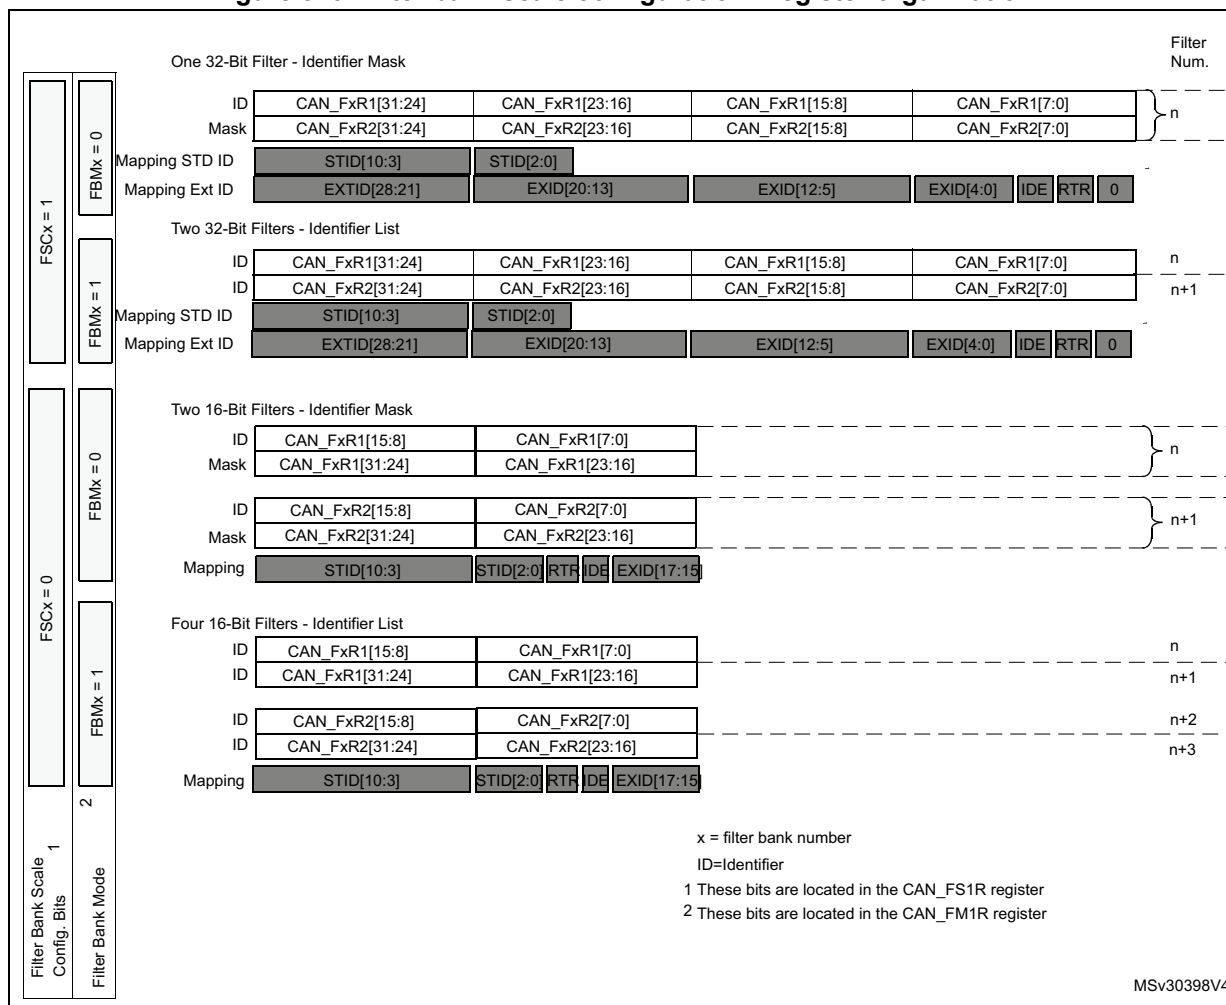 Filter
Num.
One 32-Bit Filter - Identifier Mask
ID CAN_FxR1[31:24] CAN_FxR1[23:16] CAN_FxR1[15:8] CAN_FxR1[7:0]
n
Mask CAN_FxR2[31:24] CAN_FxR2[23:16] CAN_FxR2[15:8] CAN_FxR2[7:0]
Mapping STD ID STID[10:3] STID[2:0]
Mapping Ext ID EXTID[28:21] EXID[20:13] EXID[12:5] EXID[4:0] IDE RTR 0
Two 32-Bit Filters - Identifier List
ID CAN_FxR1[31:24] CAN_FxR1[23:16] CAN_FxR1[15:8] CAN_FxR1[7:0] n
ID CAN_FxR2[31:24] CAN_FxR2[23:16] CAN_FxR2[15:8] CAN_FxR2[7:0] n+1
Mapping STD ID STID[10:3] STID[2:0]
Mapping Ext ID EXTID[28:21] EXID[20:13] EXID[12:5] EXID[4:0] IDE RTR 0
FSCx = 1
FBMx = 0
FBMx = 1
Two 16-Bit Filters - Identifier Mask
ID CAN_FxR1[15:8] CAN_FxR1[7:0]
n
Mask CAN_FxR1[31:24] CAN_FxR1[23:16]
ID CAN_FxR2[15:8] CAN_FxR2[7:0]
n+1
Mask CAN_FxR2[31:24] CAN_FxR2[23:16]
Mapping STID[10:3] STID[2:0] RTR IDE EXID[17:15]
Four 16-Bit Filters - Identifier List
ID CAN_FxR1[15:8] CAN_FxR1[7:0] n
ID CAN_FxR1[31:24] CAN_FxR1[23:16] n+1
ID CAN_FxR2[15:8] CAN_FxR2[7:0] n+2
ID CAN_FxR2[31:24] CAN_FxR2[23:16] n+3
Mapping STID[10:3] STID[2:0] RTR IDE EXID[17:15]
FSCx = 0
FBMx = 0
FBMx = 1
Filter Bank Scale
Config. Bits 1
Filter Bank Mode 2
x = filter bank number
ID=Identifier
1 These bits are located in the CAN_FS1R register
2 These bits are located in the CAN_FM1R register
MSv30398V4